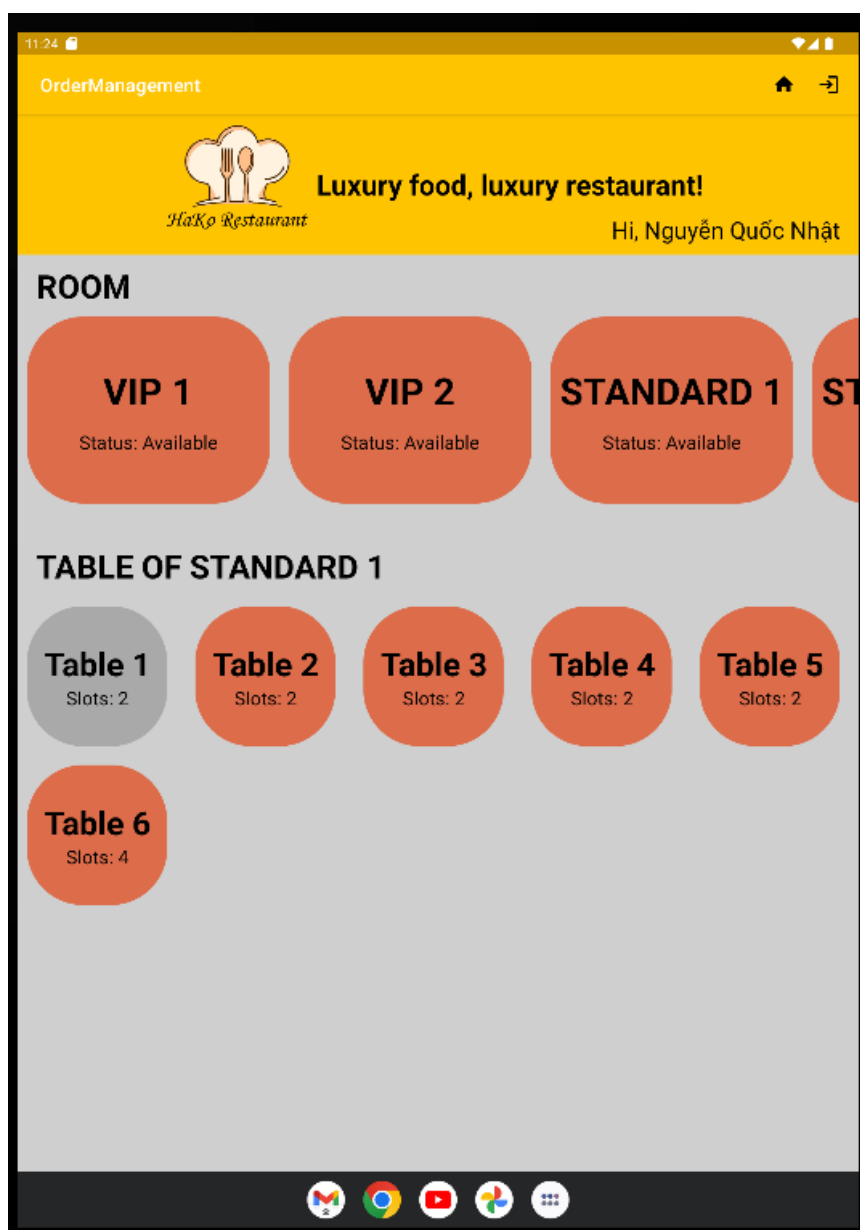 11:24
OrderManagement
Luxury food, luxury restaurant!
HaKo Restaurant
Hi, Nguyễn Quốc Nhật
ROOM
VIP 1
Status: Available
VIP 2
Status: Available
STANDARD 1
Status: Available
ST
TABLE OF STANDARD 1
Table 1
Slots: 2
Table 2
Slots: 2
Table 3
Slots: 2
Table 4
Slots: 2
Table 5
Slots: 2
Table 6
Slots: 4